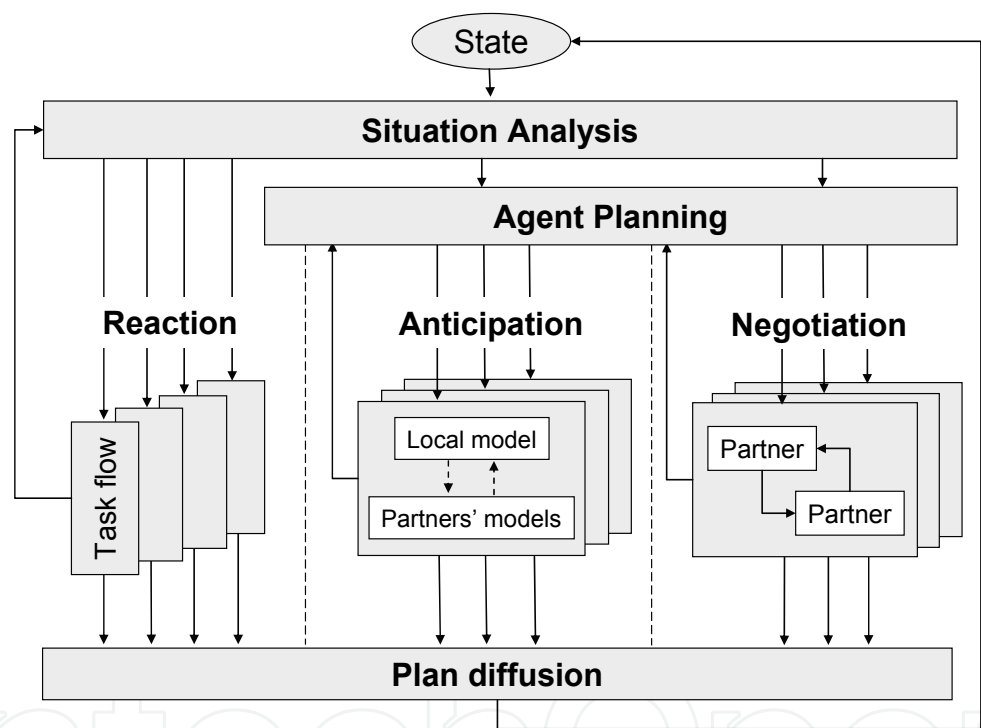 State
Situation Analysis
Agent Planning
Reaction
Anticipation
Negotiation
Task flow
Local model
Partners' models
Partner
Partner
Plan diffusion